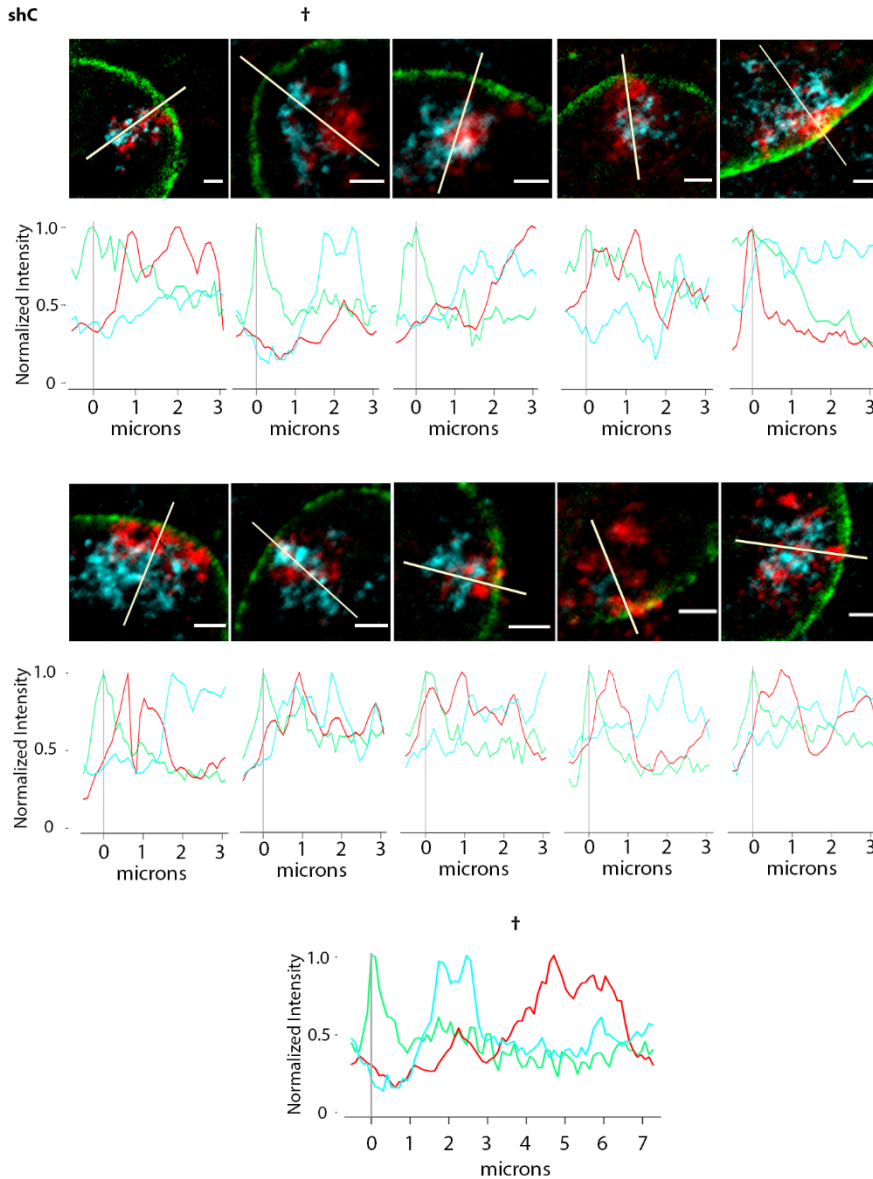 shC †
1.0
0.5
0
Normalized Intensity
0 1 2 3 0 1 2 3 0 1 2 3 0 1 2 3 0 1 2 3
microns microns microns microns microns
1.0
0.5
0
Normalized Intensity
0 1 2 3 0 1 2 3 0 1 2 3 0 1 2 3 0 1 2 3
microns microns microns microns microns
†
1.0
0.5
0
Normalized Intensity
0 1 2 3 4 5 6 7
microns